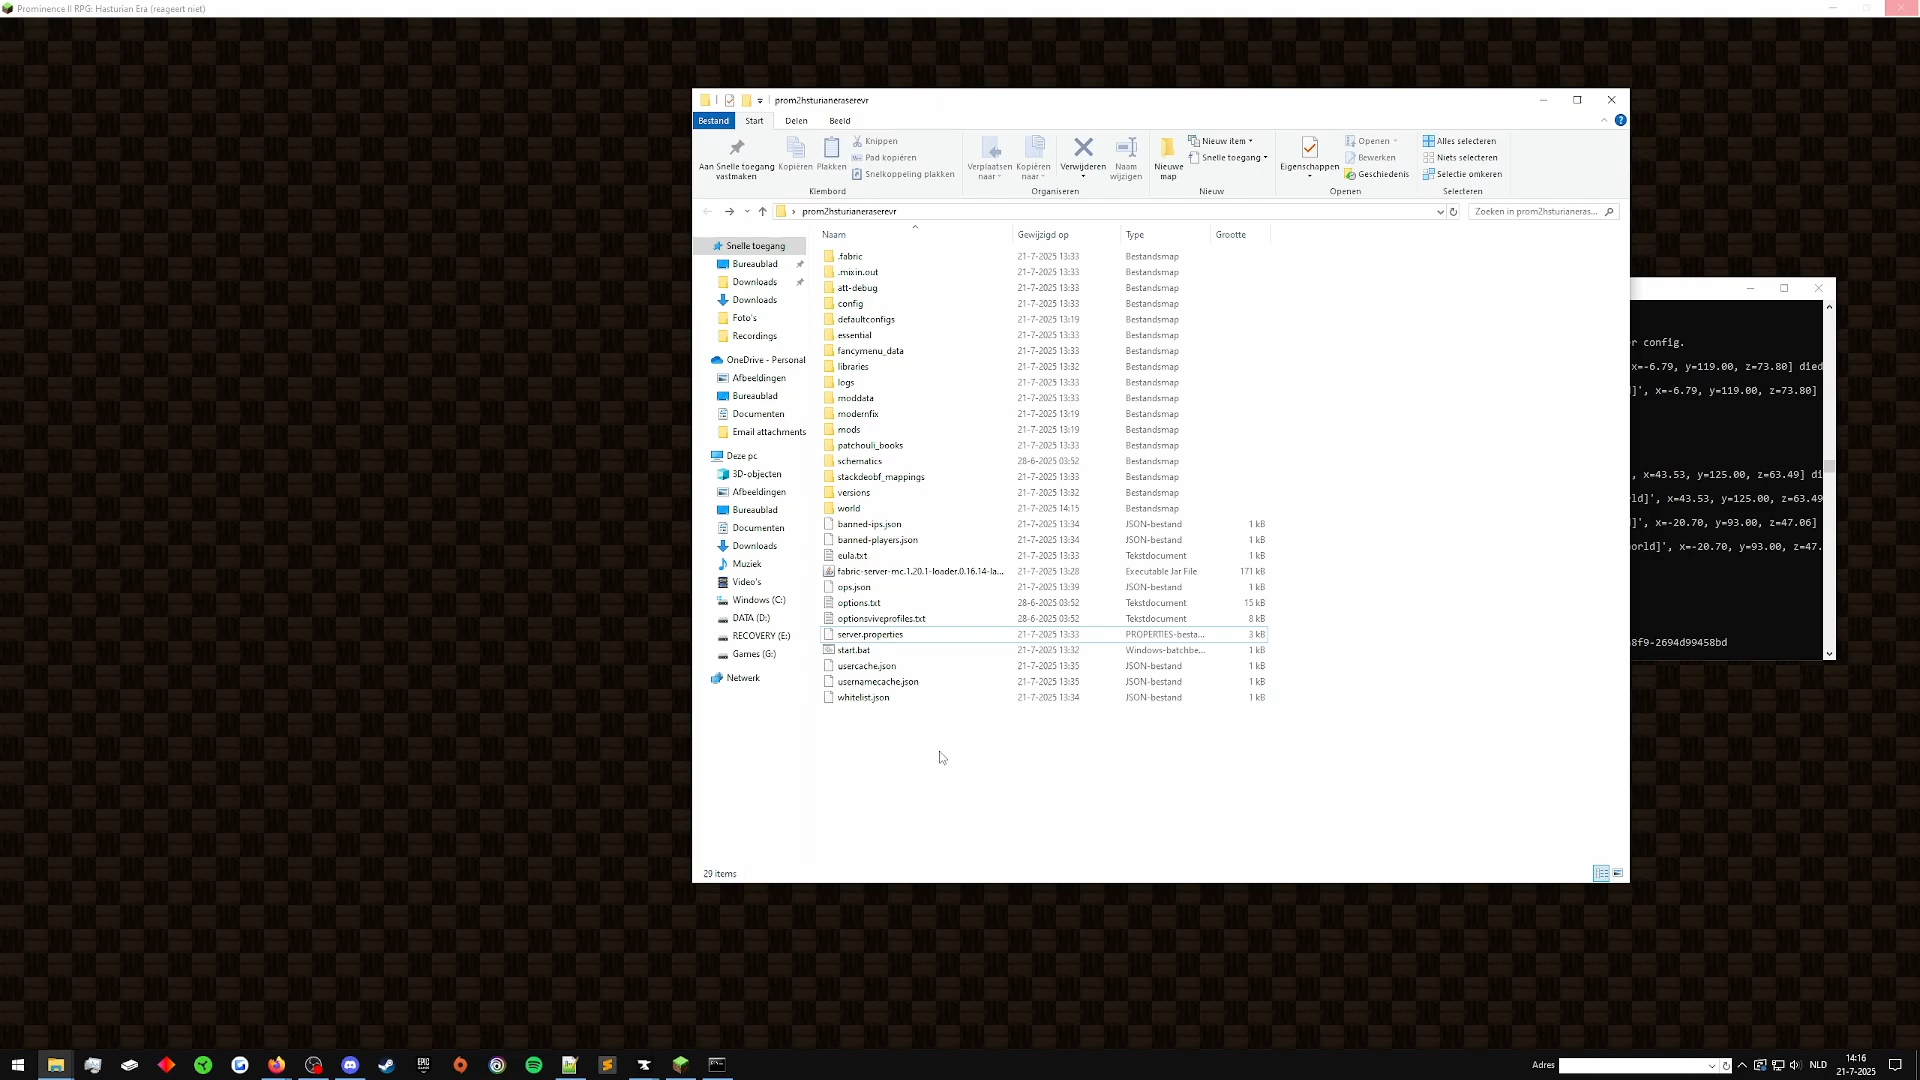 Prominence II RPG: Hasturian Era (reageert niet)
prom2hsturianeraserevr
Bestand Start Delen Beeld
Aan Snelle toegang vastmaken
Kopiëren
Plakken
Knippen
Pad kopiëren
Snelkoppeling plakken
Klembord
Verplaatsen naar
Kopiëren naar
Verwijderen
Naam wijzigen
Organiseren
Nieuwe map
Nieuw item
Snelle toegang
Nieuw
Eigenschappen
Openen
Bewerken
Geschiedenis
Openen
Alles selecteren
Niets selecteren
Selectie omkeren
Selecteren
prom2hsturianeraserevr
Zoeken in prom2hsturianeras...
Snelle toegang
Bureaublad
Downloads
Downloads
Foto's
Recordings
OneDrive - Personal
Afbeeldingen
Bureaublad
Documenten
Email attachments
Deze pc
3D-objecten
Afbeeldingen
Bureaublad
Documenten
Downloads
Muziek
Video's
Windows (C:)
DATA (D:)
RECOVERY (E:)
Games (G:)
Netwerk
Naam Gewijzigd op Type Grootte
.fabric 21-7-2025 13:33 Bestandsmap
.mixin.out 21-7-2025 13:33 Bestandsmap
att-debug 21-7-2025 13:33 Bestandsmap
config 21-7-2025 13:33 Bestandsmap
defaultconfigs 21-7-2025 13:19 Bestandsmap
essential 21-7-2025 13:33 Bestandsmap
fancymenu_data 21-7-2025 13:33 Bestandsmap
libraries 21-7-2025 13:32 Bestandsmap
logs 21-7-2025 13:33 Bestandsmap
moddata 21-7-2025 13:33 Bestandsmap
modernfix 21-7-2025 13:19 Bestandsmap
mods 21-7-2025 13:19 Bestandsmap
patchouli_books 21-7-2025 13:33 Bestandsmap
schematics 28-6-2025 03:52 Bestandsmap
stackdeobf_mappings 21-7-2025 13:33 Bestandsmap
versions 21-7-2025 13:32 Bestandsmap
world 21-7-2025 14:15 Bestandsmap
banned-ips.json 21-7-2025 13:34 JSON-bestand 1 kB
banned-players.json 21-7-2025 13:34 JSON-bestand 1 kB
eula.txt 21-7-2025 13:33 Tekstdocument 1 kB
fabric-server-mc.1.20.1-loader.0.16.14-la... 21-7-2025 13:28 Executable Jar File 171 kB
ops.json 21-7-2025 13:39 JSON-bestand 1 kB
options.txt 28-6-2025 03:52 Tekstdocument 15 kB
optionsviveprofiles.txt 28-6-2025 03:52 Tekstdocument 8 kB
server.properties 21-7-2025 13:33 PROPERTIES-besta... 3 kB
start.bat 21-7-2025 13:32 Windows-batchbe... 1 kB
usercache.json 21-7-2025 13:35 JSON-bestand 1 kB
usernamecache.json 21-7-2025 13:35 JSON-bestand 1 kB
whitelist.json 21-7-2025 13:34 JSON-bestand 1 kB
29 items
r config.
x=-6.79, y=119.00, z=73.80] died
]', x=-6.79, y=119.00, z=73.80]
, x=43.53, y=125.00, z=63.49] di
ld]', x=43.53, y=125.00, z=63.49
]', x=-20.70, y=93.00, z=47.06]
orld]', x=-20.70, y=93.00, z=47.
8f9-2694d99458bd
EPIC GAMES
Adres
NLD
14:16
21-7-2025